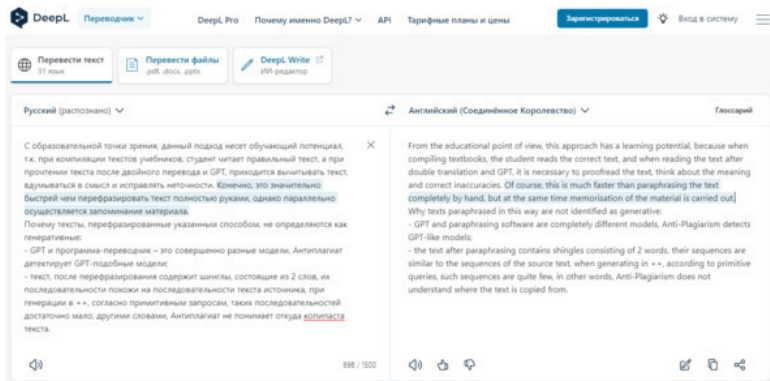 DeepL Переводчик DeepL Pro Почему именно DeepL? API Тарифные планы и цены Зарегистрироваться Вход в систему
Перевести текст
31 язык
Перевести файлы
.pdf, .docx, .pptx
DeepL Write
ИИ-редактор
Русский (распознано)
Английский (Соединённое Королевство)
Глоссарий
С образовательной точки зрения, данный подход несет обучающий потенциал,
т.к. при компиляции текстов учебников, студент читает правильный текст, а при
прочтении текста после двойного перевода и GPT, приходится вычитывать текст,
вдумываться в смысл и исправлять неточности. Конечно, это значительно
быстрей чем перефразировать текст полностью руками, однако параллельно
осуществляется запоминание материала.
Почему тексты, перефразированные указанным способом, не определяются как
генеративные:
- GPT и программа-переводчик – это совершенно разные модели, Антиплагиат
детектирует GPT-подобные модели;
- текст, после перефразирования содержит шинглы, состоящие из 2 слов, их
последовательности похожи на последовательности текста источника, при
генерации в ++, согласно примитивным запросам, таких последовательностей
достаточно мало, другими словами, Антиплагиат не понимает откуда копипаста
текста.
898 / 1500
From the educational point of view, this approach has a learning potential, because when
compiling textbooks, the student reads the correct text, and when reading the text after
double translation and GPT, it is necessary to proofread the text, think about the meaning
and correct inaccuracies. Of course, this is much faster than paraphrasing the text
completely by hand, but at the same time memorisation of the material is carried out.
Why texts paraphrased in this way are not identified as generative:
- GPT and paraphrasing software are completely different models, Anti-Plagiarism detects
GPT-like models;
- the text after paraphrasing contains shingles consisting of 2 words, their sequences are
similar to the sequences of the source text, when generating in ++, according to primitive
queries, such sequences are quite few, in other words, Anti-Plagiarism does not
understand where the text is copied from.